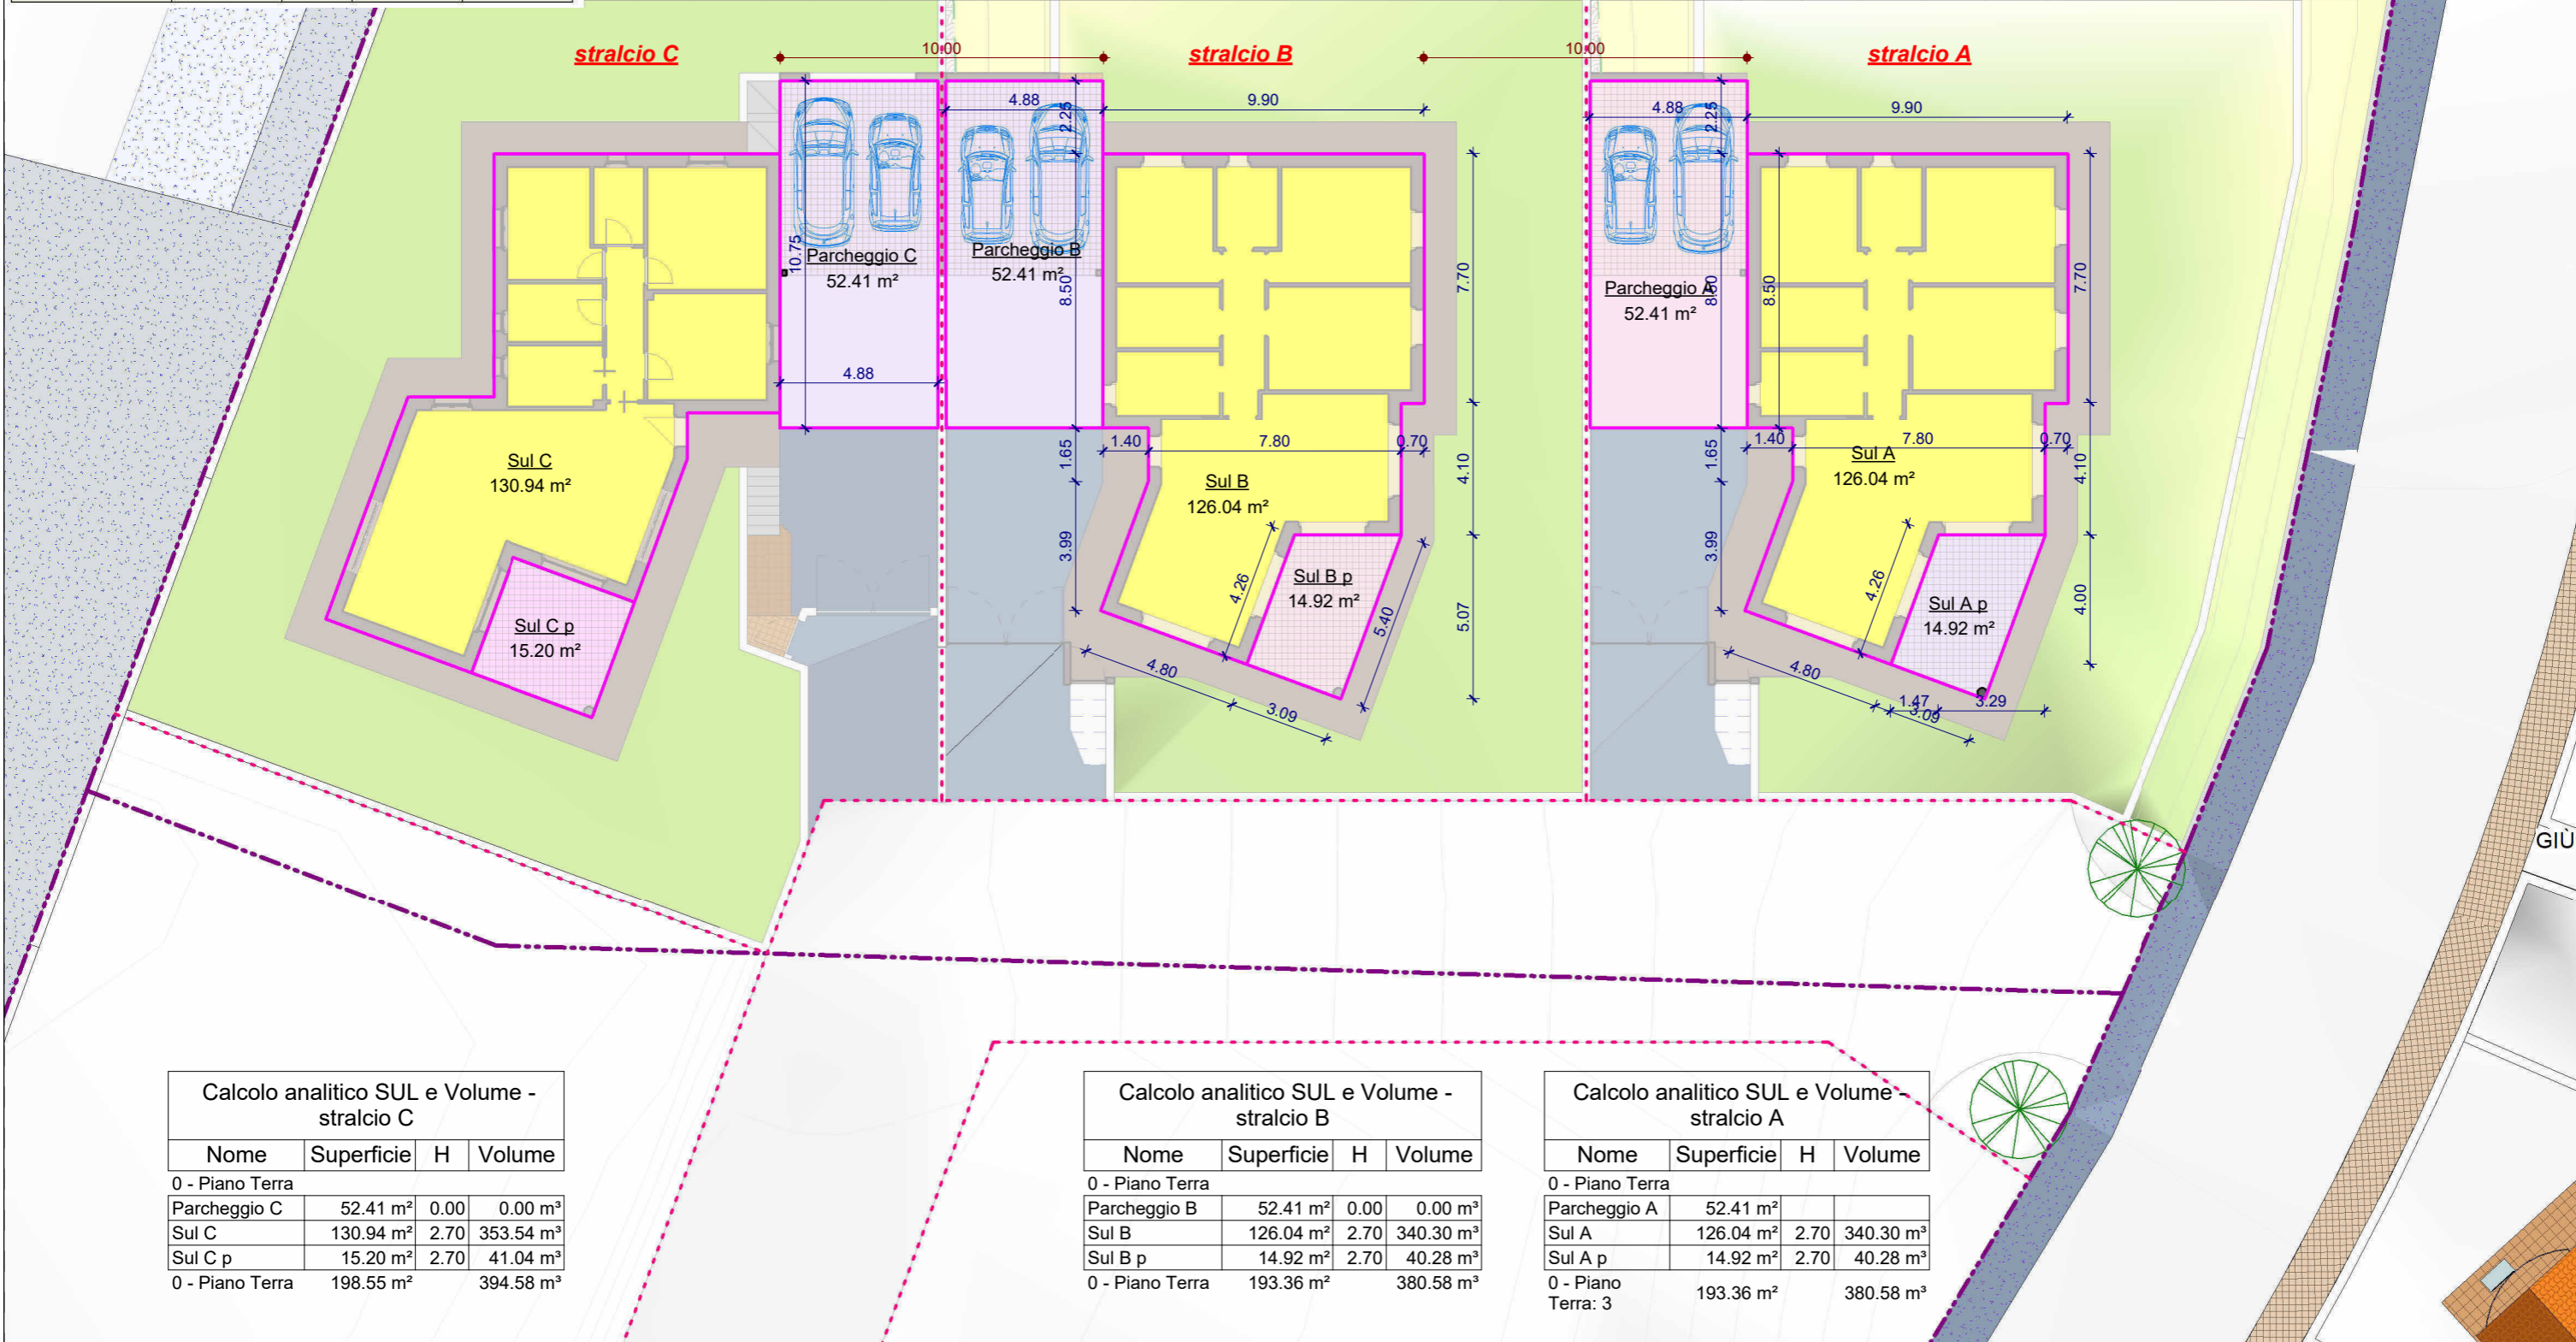 stralcio C
10.00
stralcio B
10.00
stralcio A
4.88
2.25
9.90
4.88
2.25
9.90
10.75
Parcheggio C
52.41 m²
Parcheggio B
52.41 m²
8.50
7.70
Parcheggio A
52.41 m²
8.50
8.50
7.70
4.88
1.40
7.80
0.70
1.65
4.10
1.40
7.80
0.70
1.65
4.10
Sul C
130.94 m²
Sul B
126.04 m²
Sul A
126.04 m²
3.99
4.26
Sul B p
14.92 m²
5.40
5.07
3.99
4.26
Sul A p
14.92 m²
4.00
Sul C p
15.20 m²
4.80
3.09
4.80
1.47
3.09
3.29
GIÙ
Calcolo analitico SUL e Volume -
stralcio C
Nome Superficie H Volume
0 - Piano Terra
Parcheggio C 52.41 m² 0.00 0.00 m³
Sul C 130.94 m² 2.70 353.54 m³
Sul C p 15.20 m² 2.70 41.04 m³
0 - Piano Terra 198.55 m² 394.58 m³
Calcolo analitico SUL e Volume -
stralcio B
Nome Superficie H Volume
0 - Piano Terra
Parcheggio B 52.41 m² 0.00 0.00 m³
Sul B 126.04 m² 2.70 340.30 m³
Sul B p 14.92 m² 2.70 40.28 m³
0 - Piano Terra 193.36 m² 380.58 m³
Calcolo analitico SUL e Volume -
stralcio A
Nome Superficie H Volume
0 - Piano Terra
Parcheggio A 52.41 m²
Sul A 126.04 m² 2.70 340.30 m³
Sul A p 14.92 m² 2.70 40.28 m³
0 - Piano
Terra: 3 193.36 m² 380.58 m³